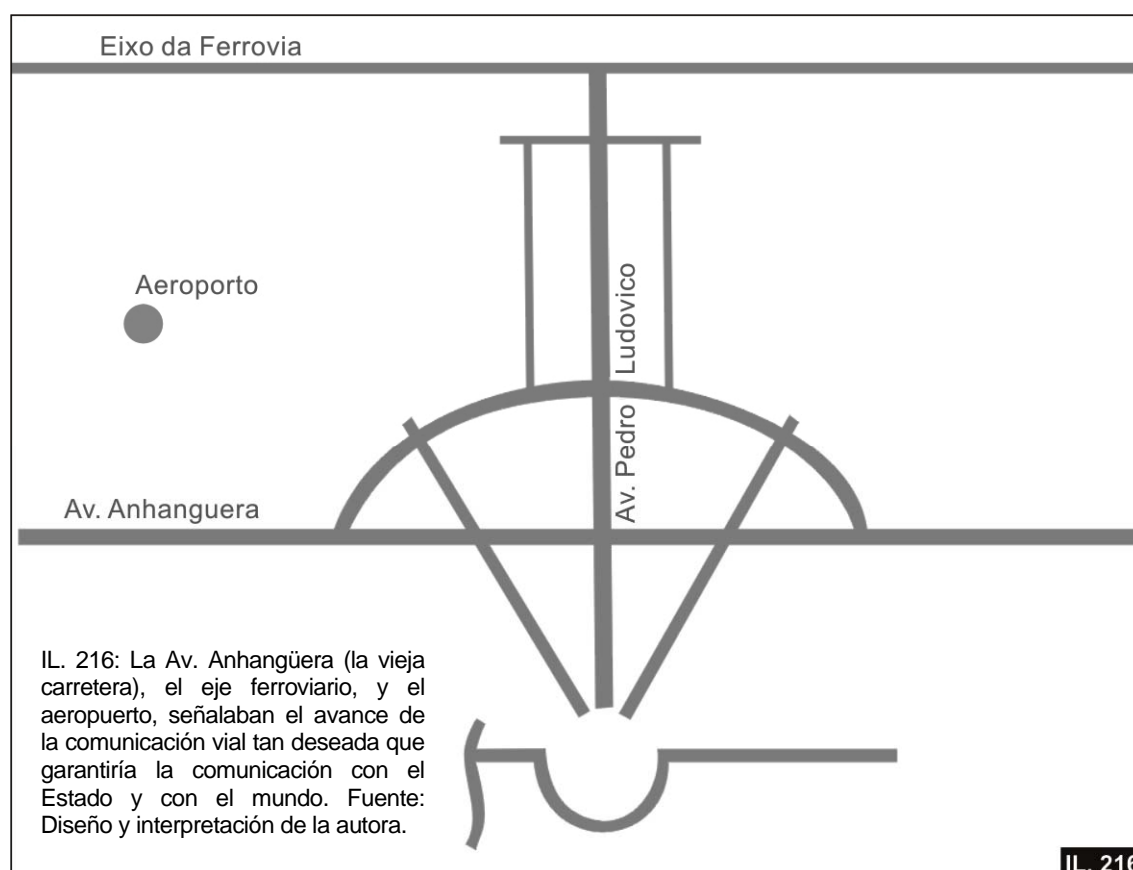 Eixo da Ferrovia
Aeroporto
Av. Pedro Ludovico
Av. Anhanguera
IL. 216: La Av. Anhangüera (la vieja
carretera), el eje ferroviario, y el
aeropuerto, señalaban el avance de
la comunicación vial tan deseada que
garantiría la comunicación con el
Estado y con el mundo. Fuente:
Diseño y interpretación de la autora.
IL. 216